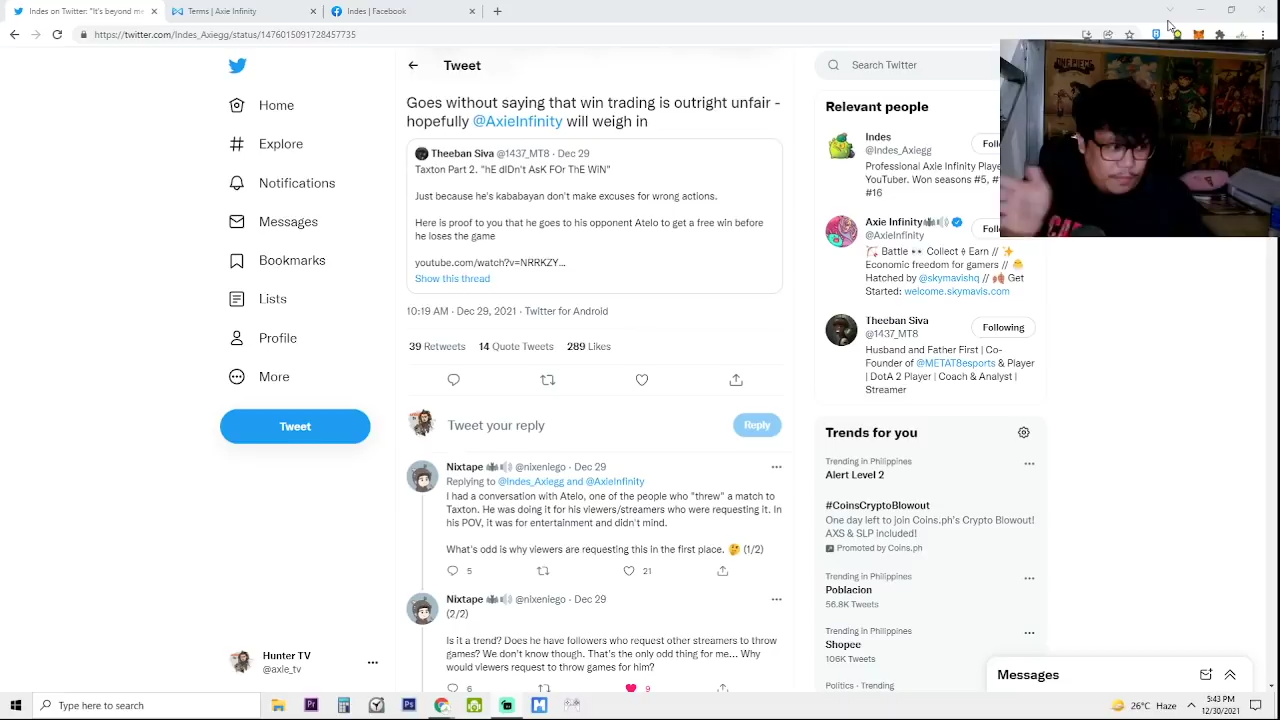 Indes on Twitter: "It's beyond me
Terms | Axie Infinity
Indes | Facebook
https://twitter.com/Indes_Axiegg/status/1476015091728457735
Tweet
Search Twitter
Home
Explore
Notifications
Messages
Bookmarks
Lists
Profile
More
Tweet
Hunter TV
@axle_tv
Goes without saying that win trading is outright unfair -
hopefully @AxieInfinity will weigh in
Theeban Siva @1437_MT8 · Dec 29
Taxton Part 2. "hE dIDn't AsK FOr ThE WiN"
Just because he's kababayan don't make excuses for wrong actions.
Here is proof to you that he goes to his opponent Atelo to get a free win before
he loses the game
youtube.com/watch?v=NRRKZY...
Show this thread
10:19 AM · Dec 29, 2021 · Twitter for Android
39 Retweets 14 Quote Tweets 289 Likes
Tweet your reply
Reply
Nixtape @nixeniego · Dec 29
Replying to @Indes_Axiegg and @AxieInfinity
I had a conversation with Atelo, one of the people who "threw" a match to
Taxton. He was doing it for his viewers/streamers who were requesting it. In
his POV, it was for entertainment and didn't mind.
What's odd is why viewers are requesting this in the first place. 🤔 (1/2)
5 21
Nixtape @nixeniego · Dec 29
(2/2)
Is it a trend? Does he have followers who request other streamers to throw
games? We don't know though. That's the only odd thing for me... Why
would viewers request to throw games for him?
6 9
Relevant people
Indes
@Indes_Axiegg
Foll
Professional Axie Infinity Playe
YouTuber. Won seasons #5, #
#16
Axie Infinity
@AxieInfinity
Foll
Battle 👀 Collect Earn // ✨
Economic freedom for gamers //
Hatched by @skymavishq // Get
Started: welcome.skymavis.com
Theeban Siva
@1437_MT8
Following
Husband and Father First | Co-
Founder of @METAT8esports & Player
| DotA 2 Player | Coach & Analyst |
Streamer
Trends for you
Trending in Philippines
Alert Level 2
#CoinsCryptoBlowout
One day left to join Coins.ph's Crypto Blowout!
AXS & SLP included!
Promoted by Coins.ph
Trending in Philippines
Poblacion
56.8K Tweets
Trending in Philippines
Shopee
106K Tweets
Politics · Trending
Messages
ONE PIECE
Type here to search
26°C Haze
5:43 PM
12/30/2021